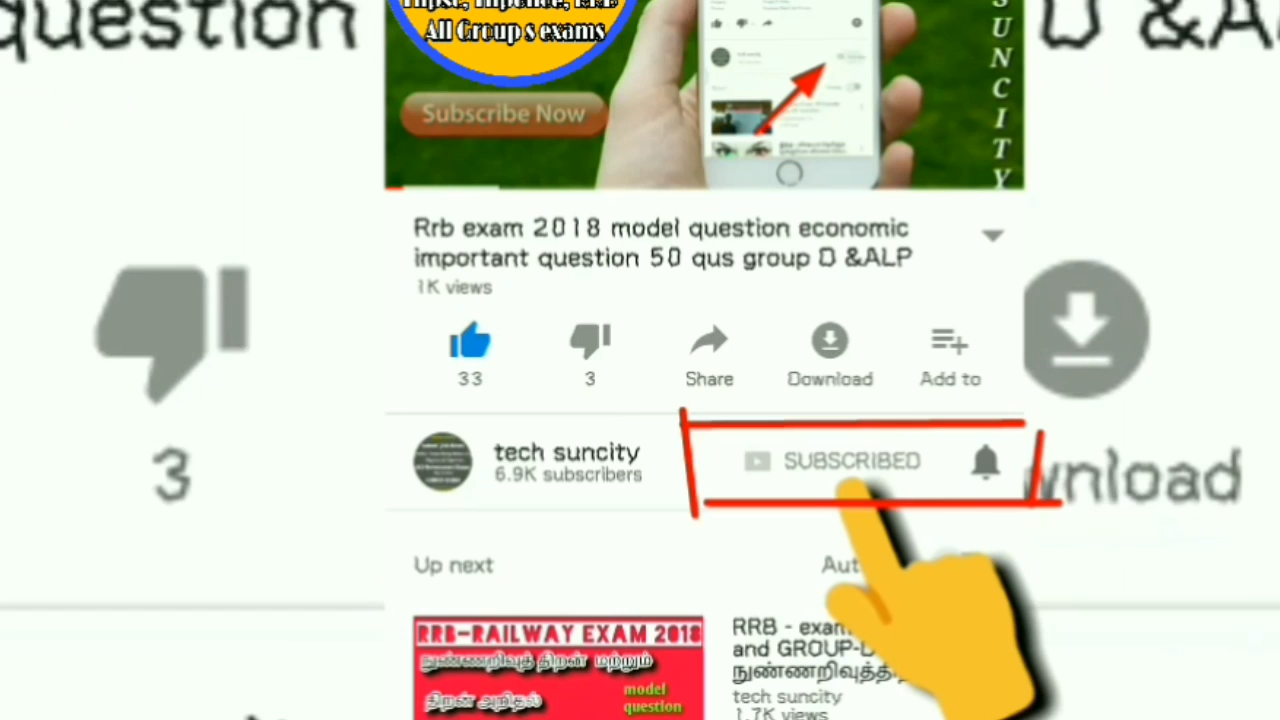 question
D &A
All Group s exams
Subscribe Now
SUNCITY
Rrb exam 2018 model question economic
important question 50 qus group D &ALP
1K views
33
3
Share
Download
Add to
3
wnload
tech suncity
6.9K subscribers
SUBSCRIBED
Up next
RRB-RAILWAY EXAM 2018
நுண்ணறிவுத் திறன் மற்றும்
திறன் அறிதல்
model
question
RRB - exam
and GROUP-D
tech suncity
1.7K views